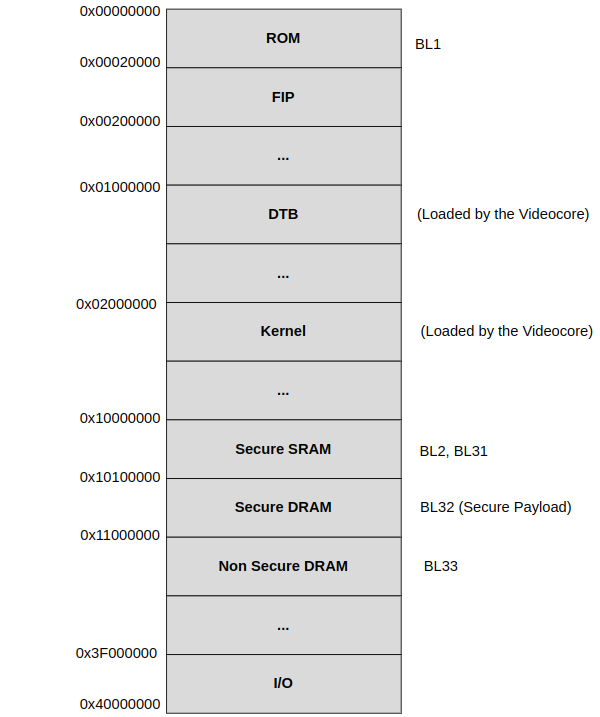 0x00000000
ROM
BL1
0x00020000
FIP
0x00200000
...
0x01000000
DTB
(Loaded by the Videocore)
...
0x02000000
Kernel
(Loaded by the Videocore)
...
0x10000000
Secure SRAM
BL2, BL31
0x10100000
Secure DRAM
BL32 (Secure Payload)
0x11000000
Non Secure DRAM
BL33
...
0x3F000000
I/O
0x40000000